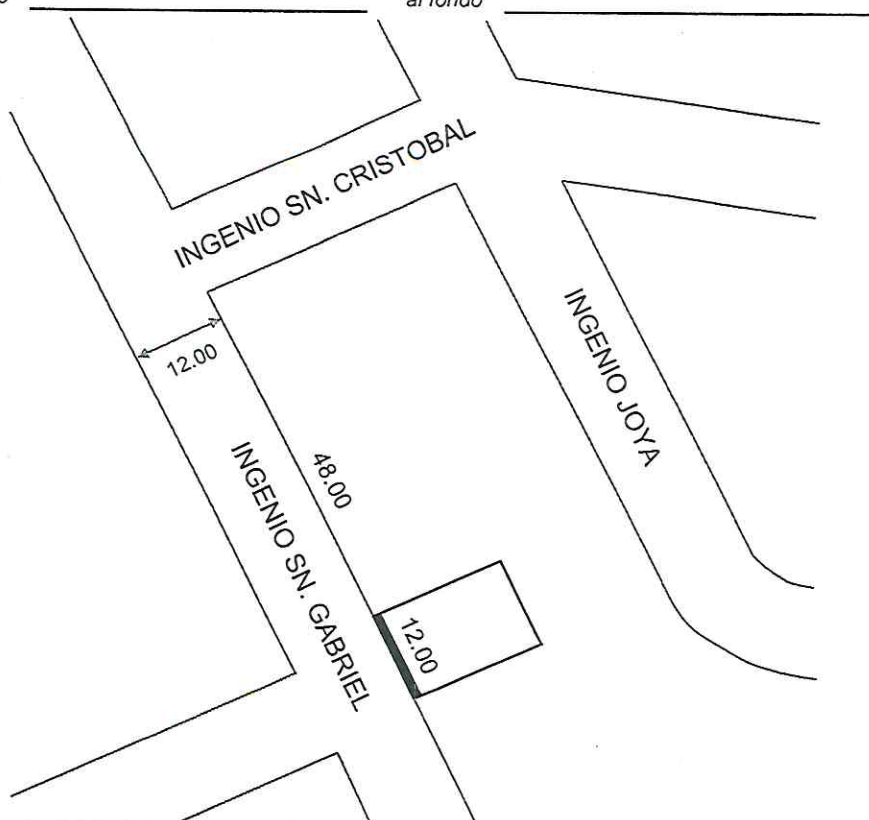 al fondo
INGENIO SN. CRISTOBAL
12.00
INGENIO JOYA
48.00
INGENIO SN. GABRIEL
12.00